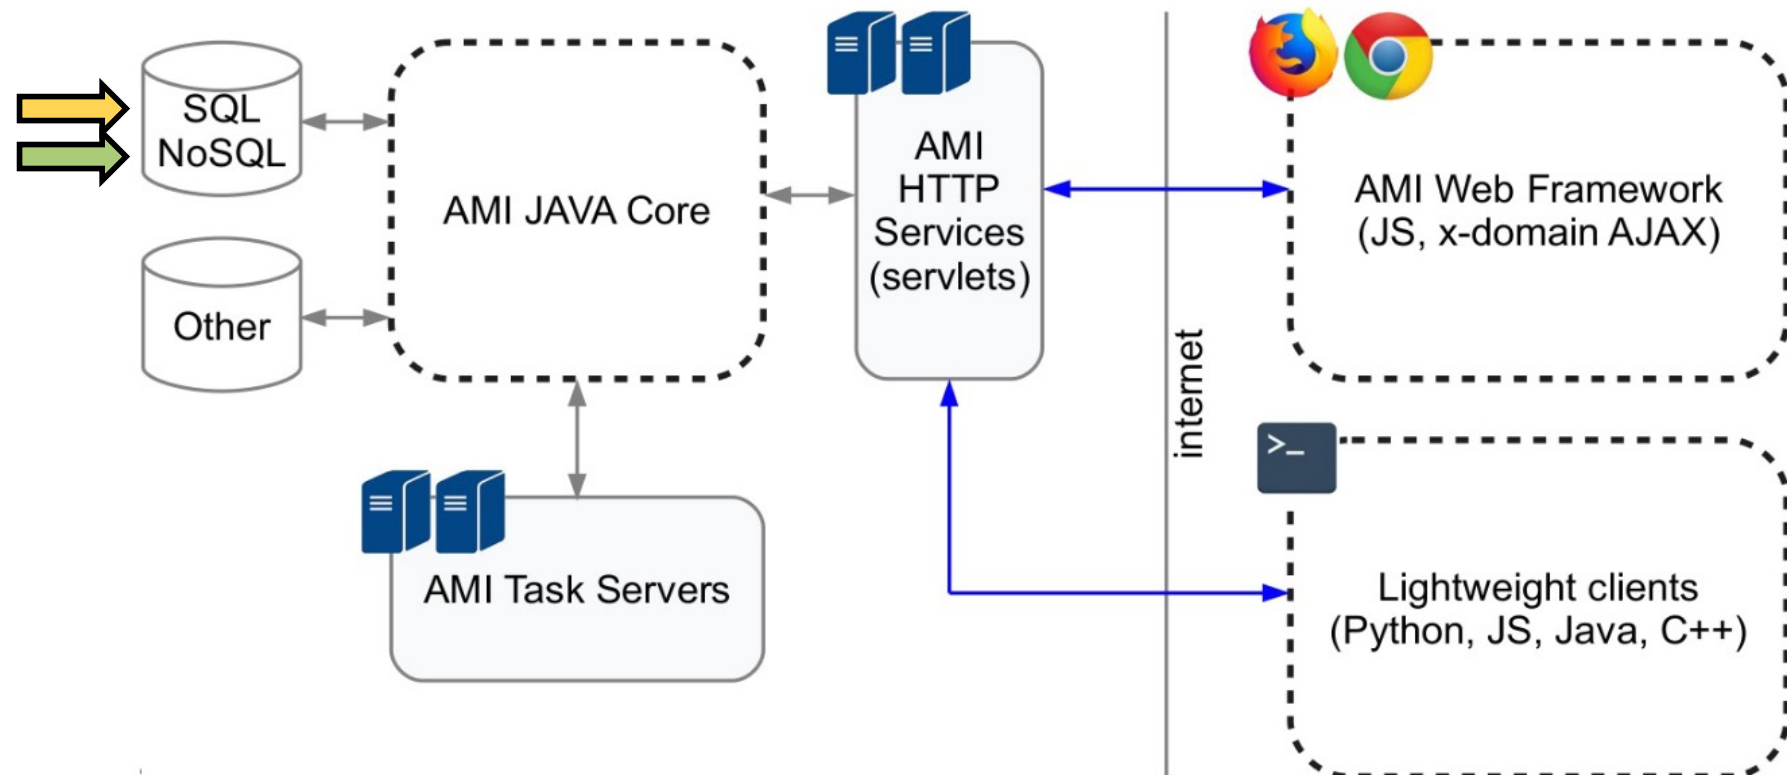 SQL
NoSQL
Other
AMI JAVA Core
AMI Task Servers
AMI
HTTP
Services
(servlets)
internet
AMI Web Framework
(JS, x-domain AJAX)
>_
Lightweight clients
(Python, JS, Java, C++)